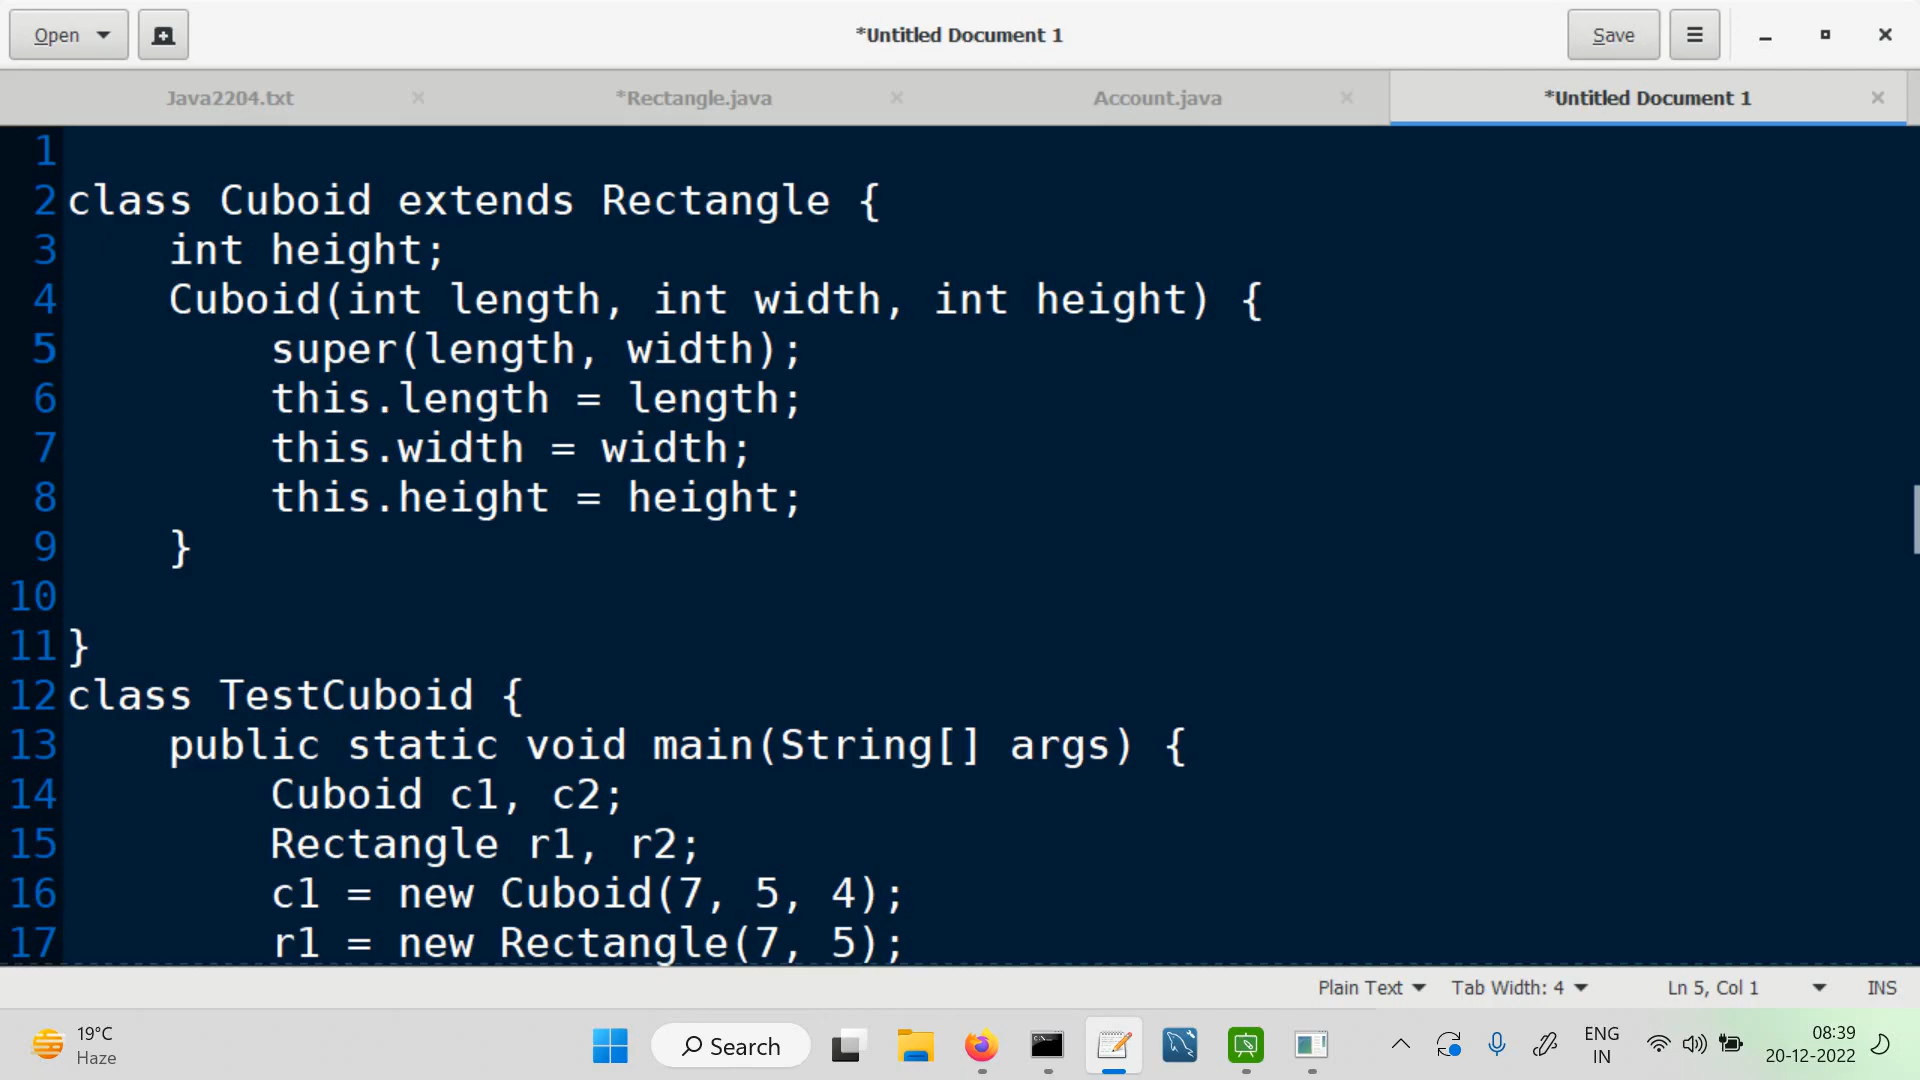 Open
*Untitled Document 1
Save
Java2204.txt
*Rectangle.java
Account.java
*Untitled Document 1
1
2 class Cuboid extends Rectangle {
3 int height;
4 Cuboid(int length, int width, int height) {
5 super(length, width);
6 this.length = length;
7 this.width = width;
8 this.height = height;
9 }
10
11 }
12 class TestCuboid {
13 public static void main(String[] args) {
14 Cuboid c1, c2;
15 Rectangle r1, r2;
16 c1 = new Cuboid(7, 5, 4);
17 r1 = new Rectangle(7, 5);
Plain Text
Tab Width: 4
Ln 5, Col 1
INS
19°C
Haze
Search
ENG
IN
08:39
20-12-2022